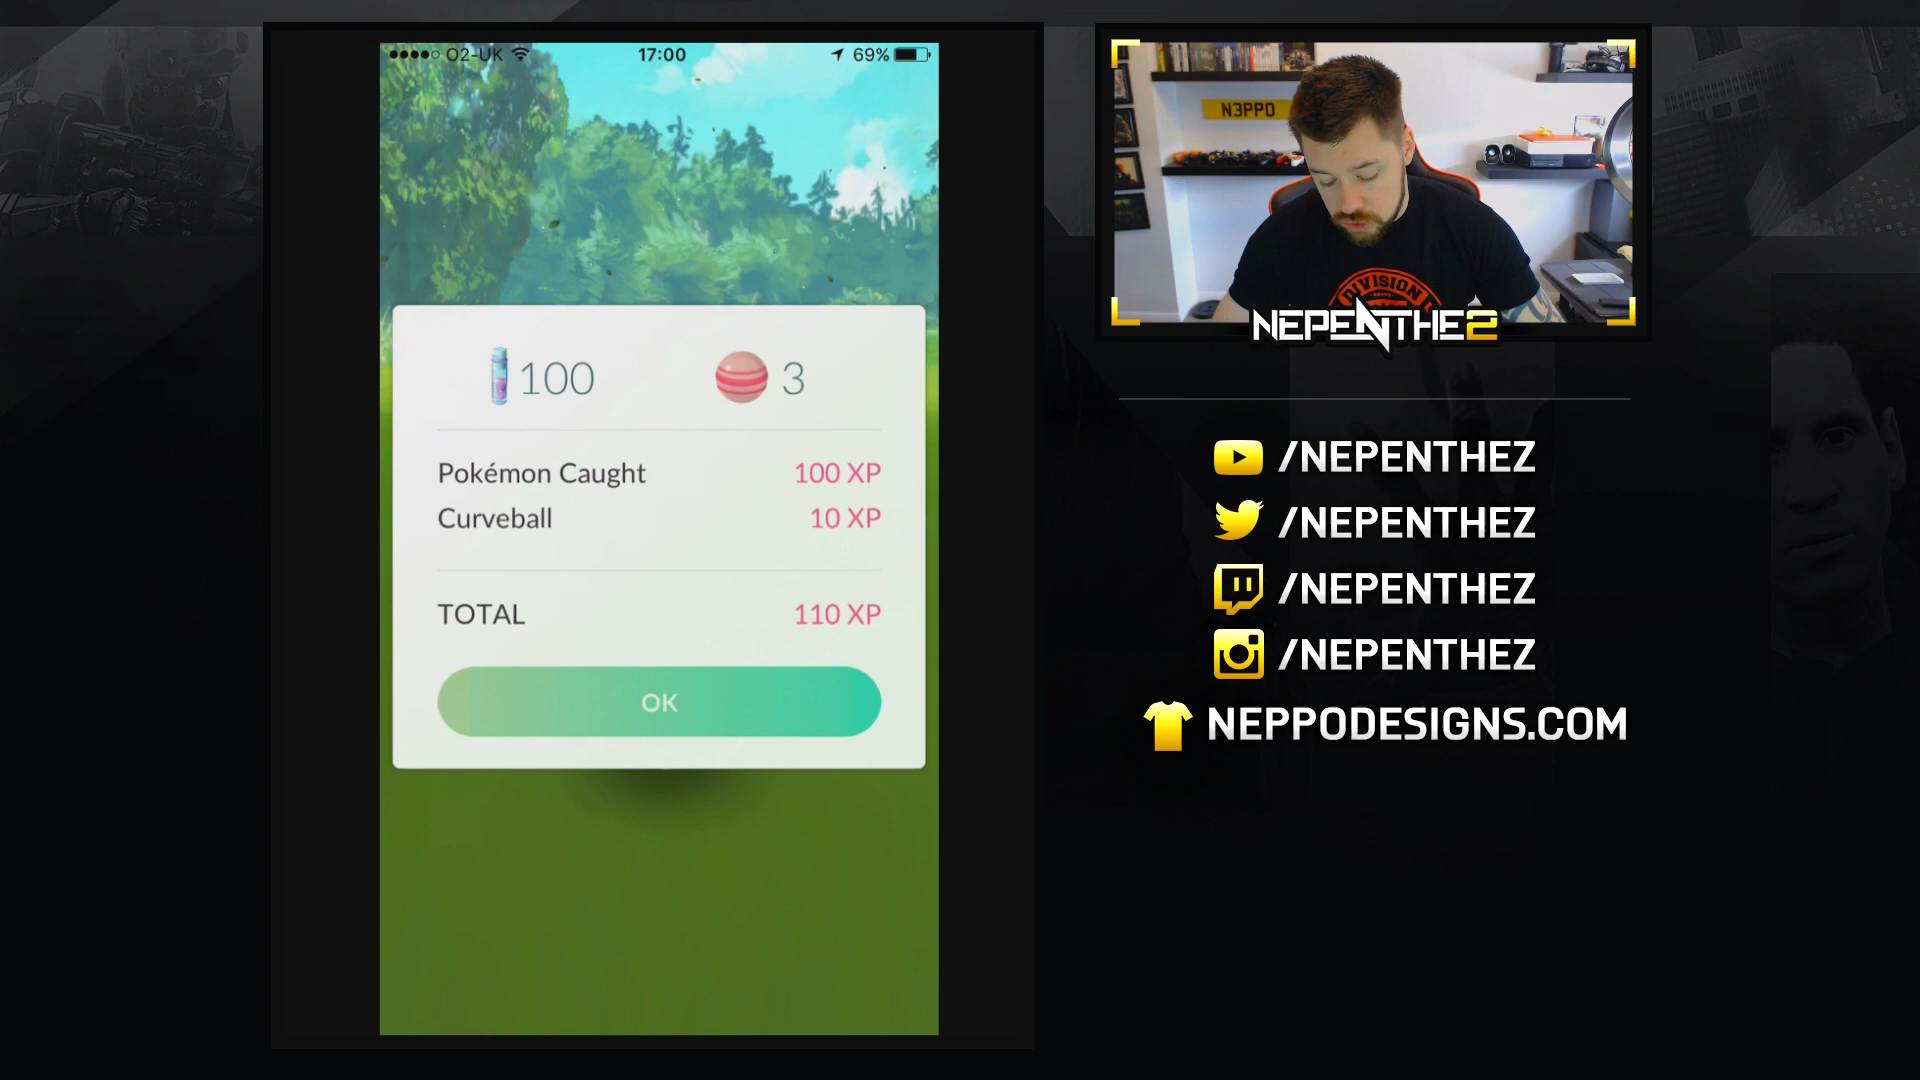 O2-UK 17:00 69%
100 3
Pokémon Caught 100 XP
Curveball 10 XP
TOTAL 110 XP
OK
N3PPO
DIVISION
NEPENTHEZ
/NEPENTHEZ
/NEPENTHEZ
/NEPENTHEZ
/NEPENTHEZ
NEPPODESIGNS.COM